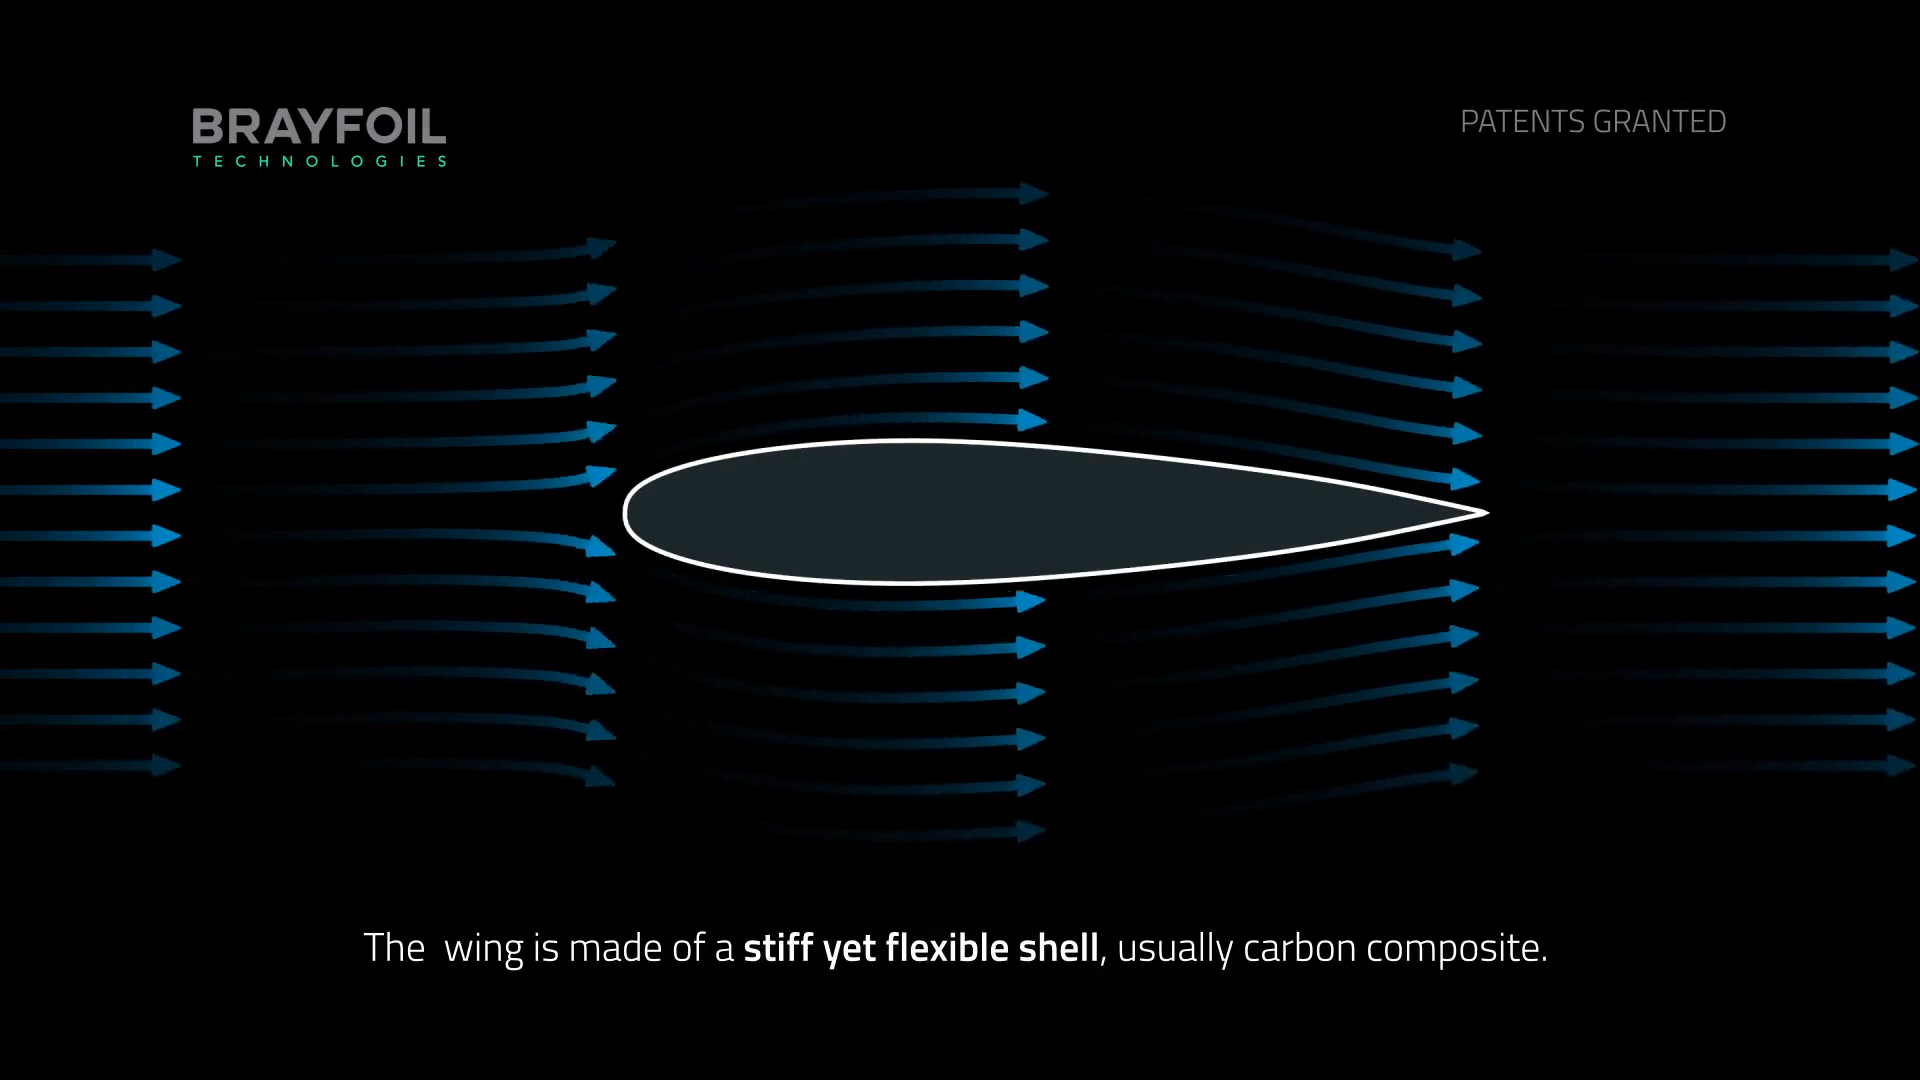 BRAYFOIL
TECHNOLOGIES
PATENTS GRANTED
The wing is made of a stiff yet flexible shell, usually carbon composite.